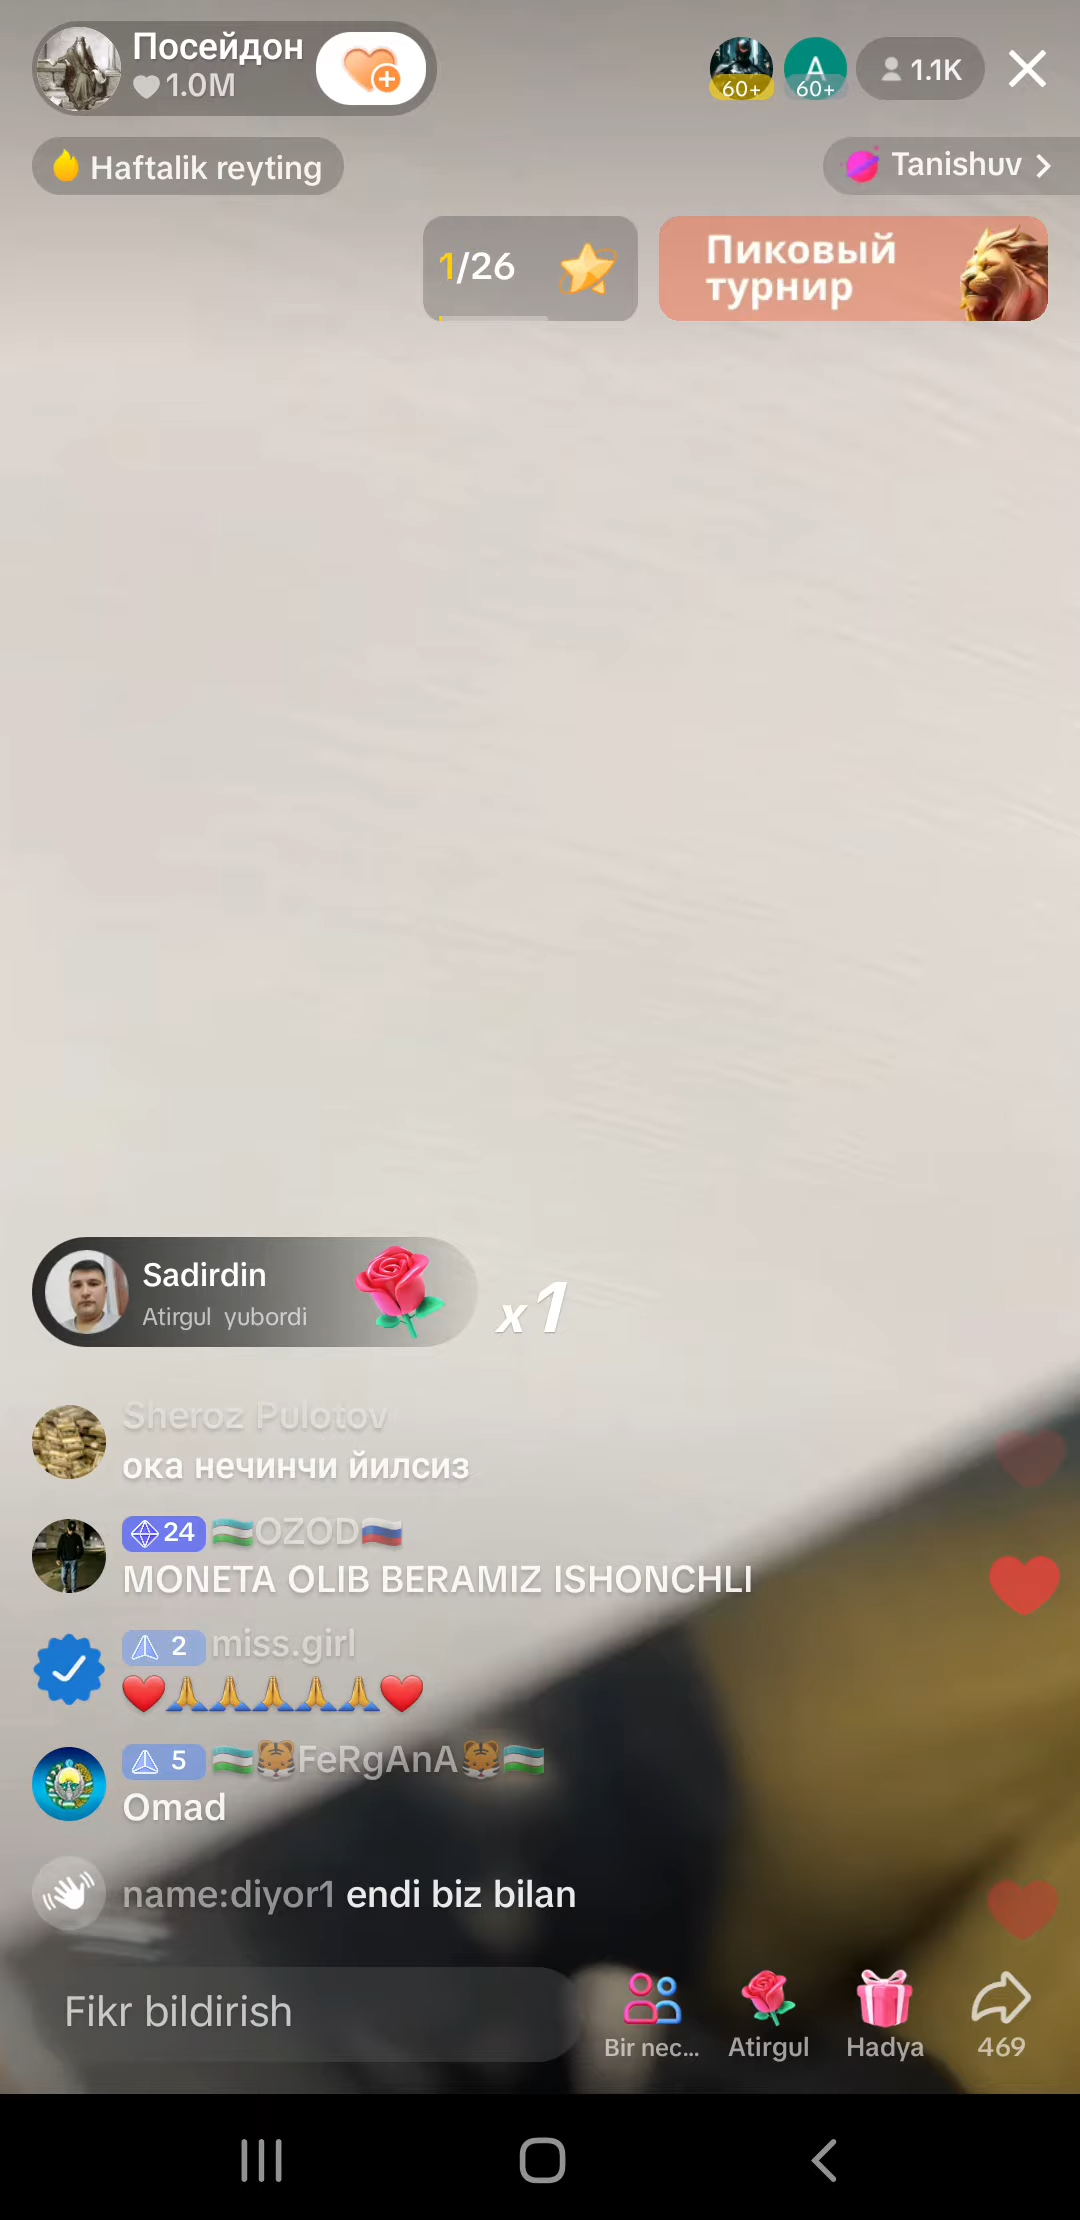 Посейдон
1.0M
60+
A
60+
1.1K
Haftalik reyting
Tanishuv
1/26
Пиковый
турнир
Sadirdin
Atirgul yubordi
x1
Sheroz Pulotov
ока нечинчи йилсиз
24 OZOD
MONETA OLIB BERAMIZ ISHONCHLI
2 miss.girl
❤️🙏🙏🙏🙏🙏❤️
5 🇺🇿🐯FeRgAnA🐯🇺🇿
Omad
name:diyor1 endi biz bilan
Fikr bildirish
Bir nec...
Atirgul
Hadya
469